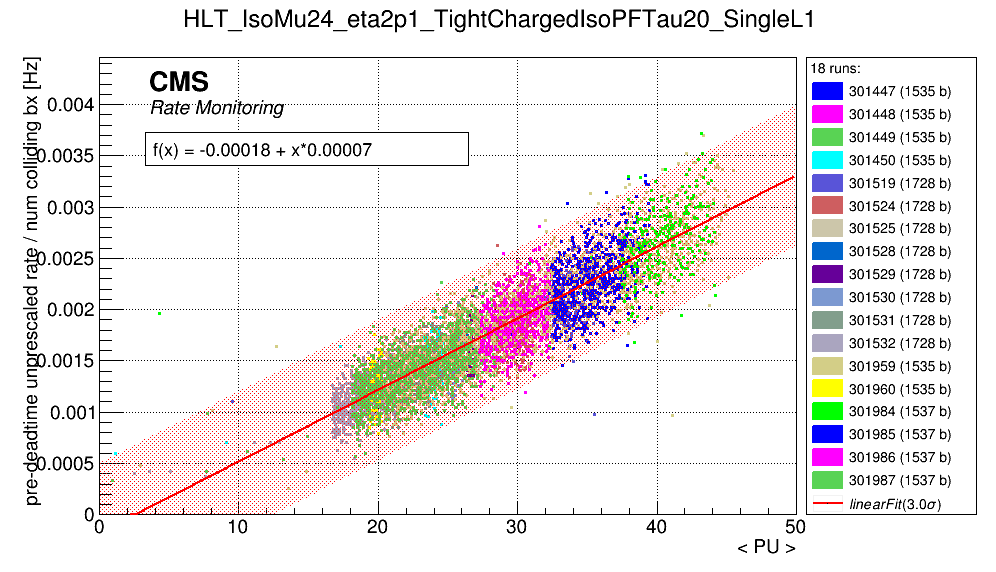 HLT_IsoMu24_eta2p1_TightChargedIsoPFTau20_SingleL1
CMS
Rate Monitoring
f(x) = -0.00018 + x*0.00007
pre-deadtime unprescaled rate / num colliding bx [Hz]
0.004
0.0035
0.003
0.0025
0.002
0.0015
0.001
0.0005
0
0 10 20 30 40 50
< PU >
18 runs:
301447 (1535 b)
301448 (1535 b)
301449 (1535 b)
301450 (1535 b)
301519 (1728 b)
301524 (1728 b)
301525 (1728 b)
301528 (1728 b)
301529 (1728 b)
301530 (1728 b)
301531 (1728 b)
301532 (1728 b)
301959 (1535 b)
301960 (1535 b)
301984 (1537 b)
301985 (1537 b)
301986 (1537 b)
301987 (1537 b)
linearFit(3.0σ)